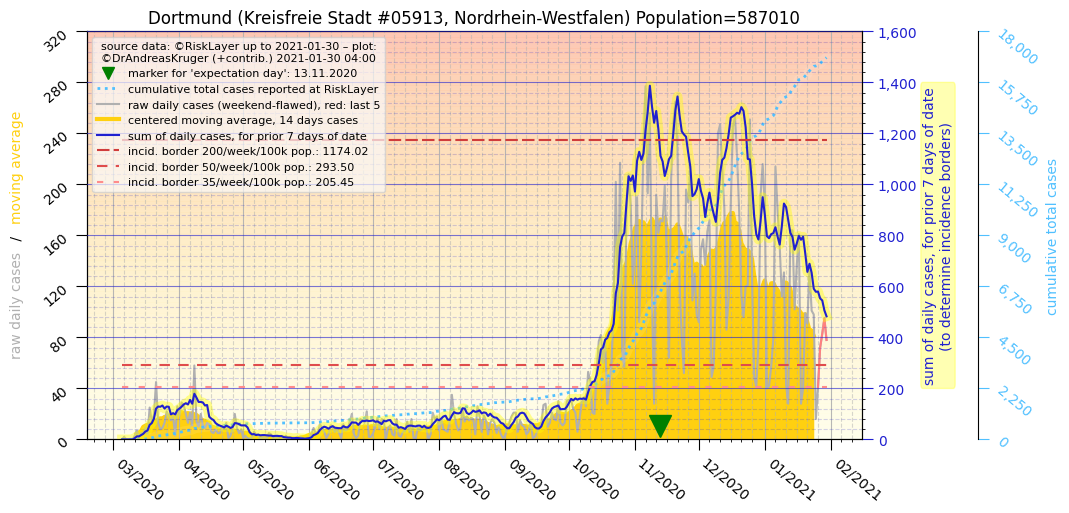 Dortmund (Kreisfreie Stadt #05913, Nordrhein-Westfalen) Population=587010
source data: ©RiskLayer up to 2021-01-30 – plot:
©DrAndreasKruger (+contrib.) 2021-01-30 04:00
marker for 'expectation day': 13.11.2020
cumulative total cases reported at RiskLayer
raw daily cases (weekend-flawed), red: last 5
centered moving average, 14 days cases
sum of daily cases, for prior 7 days of date
incid. border 200/week/100k pop.: 1174.02
incid. border 50/week/100k pop.: 293.50
incid. border 35/week/100k pop.: 205.45
raw daily cases / moving average
320
280
240
200
160
120
80
40
0
03/2020
04/2020
05/2020
06/2020
07/2020
08/2020
09/2020
10/2020
11/2020
12/2020
01/2021
02/2021
1,600
1,400
1,200
1,000
800
600
400
200
0
sum of daily cases, for prior 7 days of date
(to determine incidence borders)
18,000
15,750
13,500
11,250
9,000
6,750
4,500
2,250
0
cumulative total cases